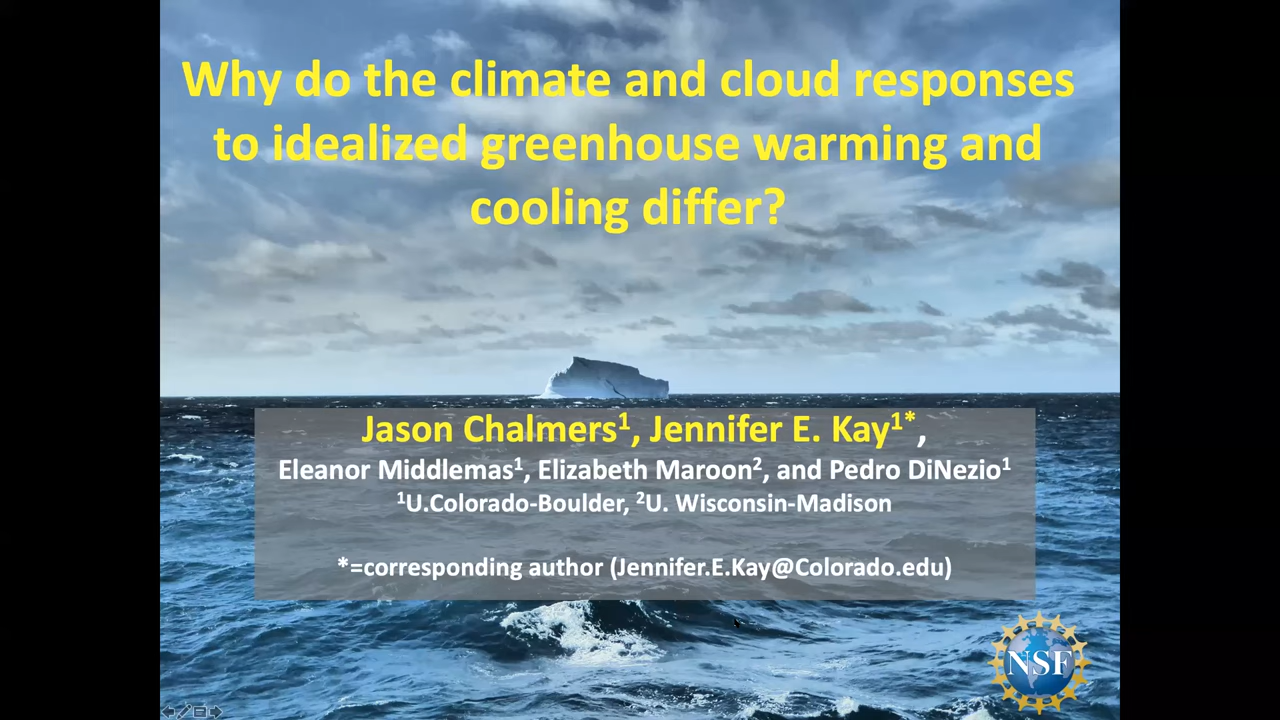 Why do the climate and cloud responses
to idealized greenhouse warming and
cooling differ?
Jason Chalmers¹, Jennifer E. Kay¹*,
Eleanor Middlemas¹, Elizabeth Maroon², and Pedro DiNezio¹
¹U.Colorado-Boulder, ²U. Wisconsin-Madison
*=corresponding author (Jennifer.E.Kay@Colorado.edu)
NSF